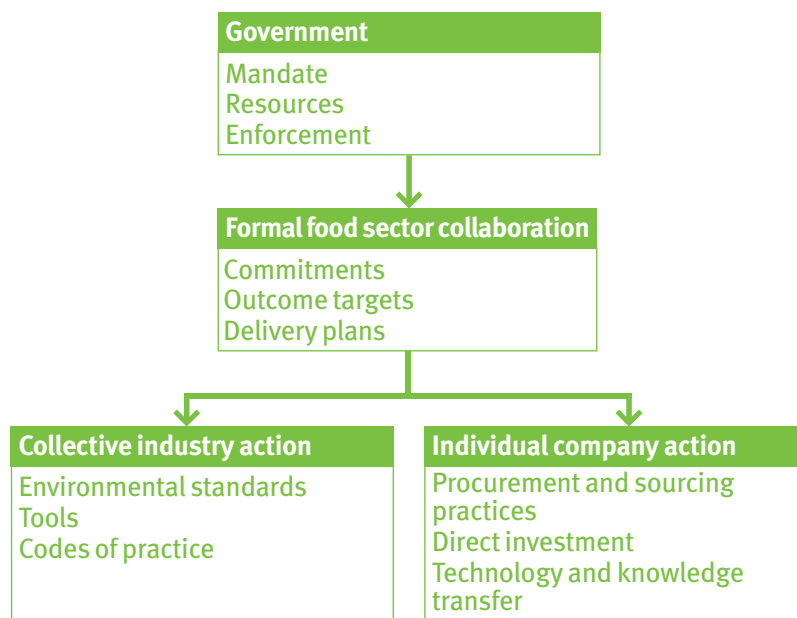 Government
Mandate
Resources
Enforcement
Formal food sector collaboration
Commitments
Outcome targets
Delivery plans
Collective industry action
Environmental standards
Tools
Codes of practice
Individual company action
Procurement and sourcing
practices
Direct investment
Technology and knowledge
transfer